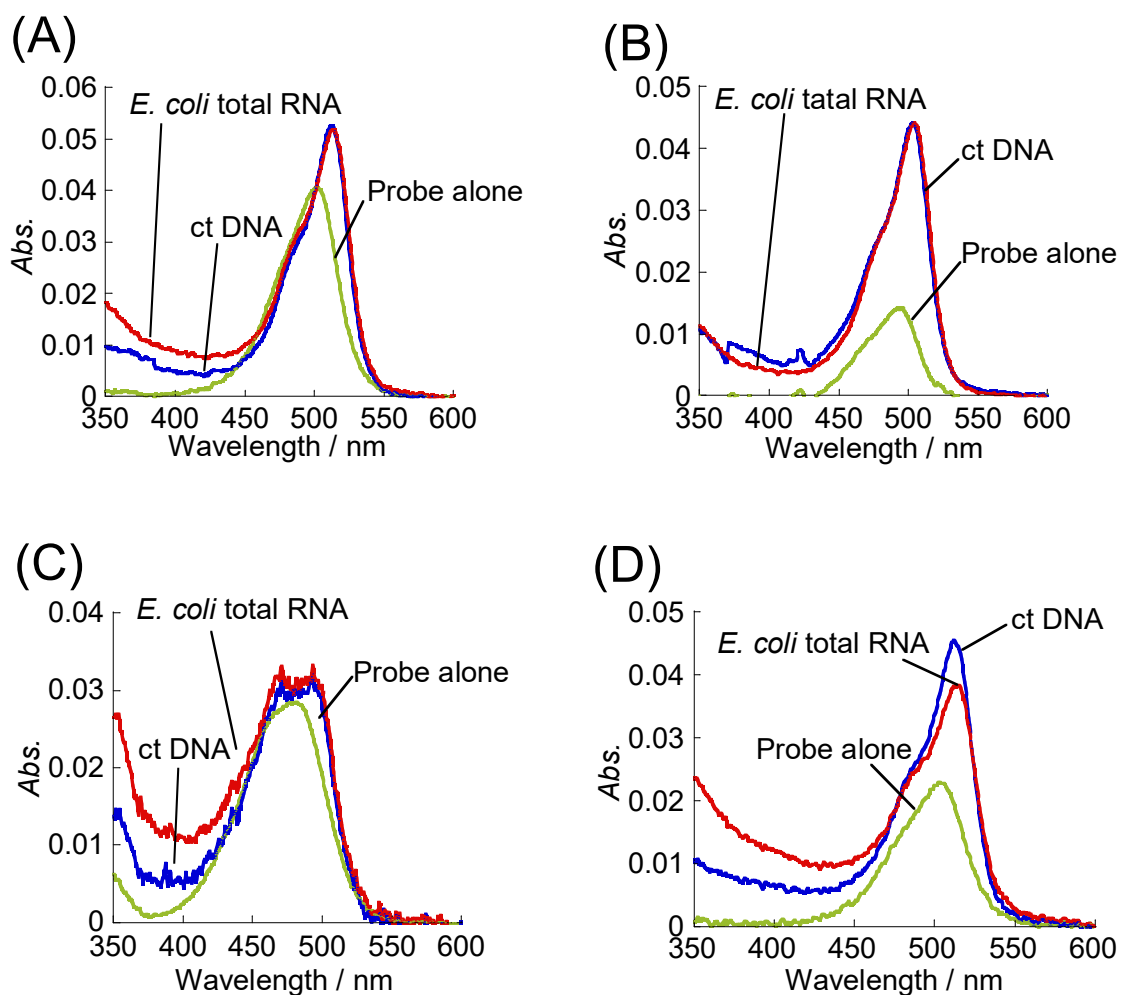 (A)
0.06
0.05
0.04
0.03
0.02
0.01
0
Abs.
E. coli total RNA
ct DNA
Probe alone
350 400 450 500 550 600
Wavelength / nm
(B)
0.05
0.04
0.03
0.02
0.01
0
Abs.
E. coli tatal RNA
ct DNA
Probe alone
350 400 450 500 550 600
Wavelength / nm
(C)
0.04
0.03
0.02
0.01
0
Abs.
E. coli total RNA
Probe alone
ct DNA
350 400 450 500 550 600
Wavelength / nm
(D)
0.05
0.04
0.03
0.02
0.01
0
Abs.
ct DNA
E. coli total RNA
Probe alone
350 400 450 500 550 600
Wavelength / nm